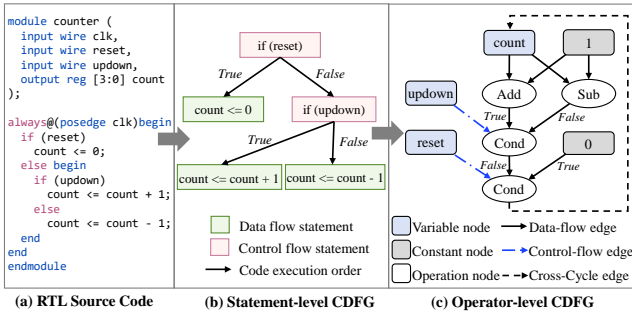 module counter (
input wire clk,
input wire reset,
input wire updown,
output reg [3:0] count
);
always@(posedge clk)begin
if (reset)
count <= 0;
else begin
if (updown)
count <= count + 1;
else
count <= count - 1;
end
end
endmodule
(a) RTL Source Code
if (reset)
True
False
count <= 0
if (updown)
True
False
count <= count + 1
count <= count - 1
Data flow statement
Control flow statement
Code execution order
(b) Statement-level CDFG
count
1
updown
Add
Sub
True
False
reset
Cond
0
False
True
Cond
Variable node
Data-flow edge
Constant node
Control-flow edge
Operation node
Cross-Cycle edge
(c) Operator-level CDFG